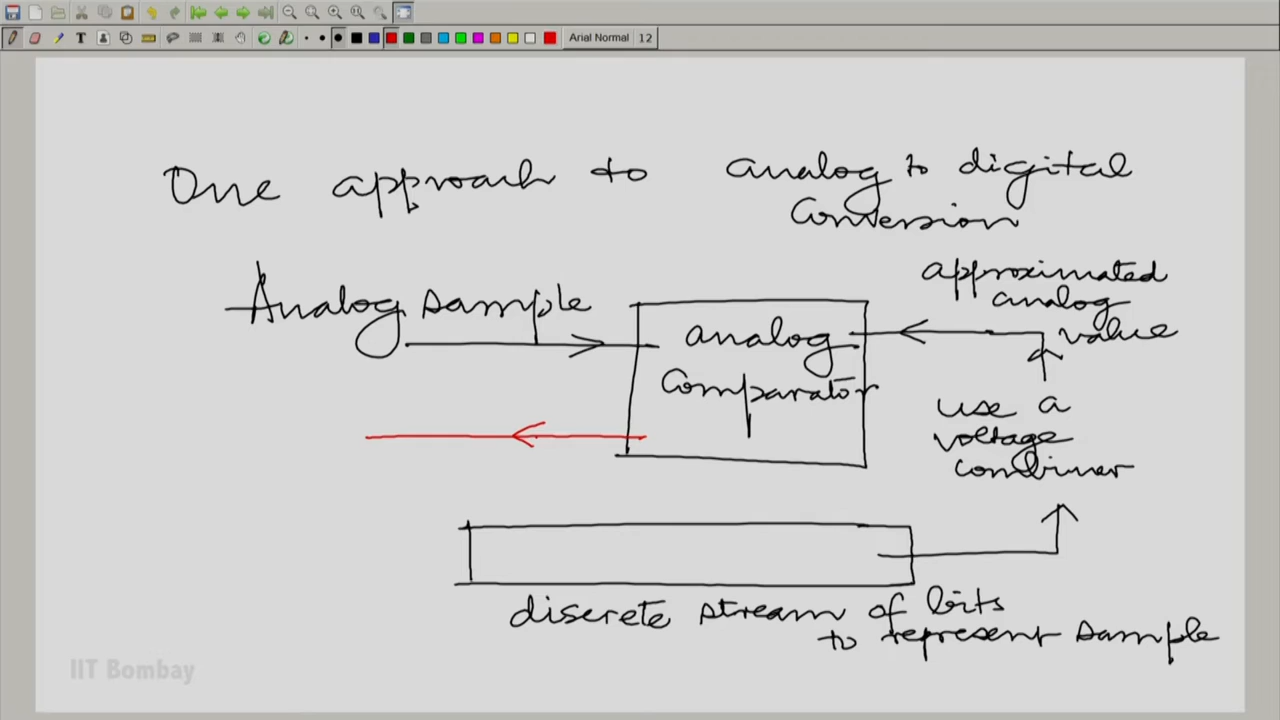 Arial Normal 12
One approach to analog to digital
Conversion
Analog sample
analog
Comparator
approximated
analog
value
use a
voltage
combiner
discrete stream of bits
to represent sample
IIT Bombay